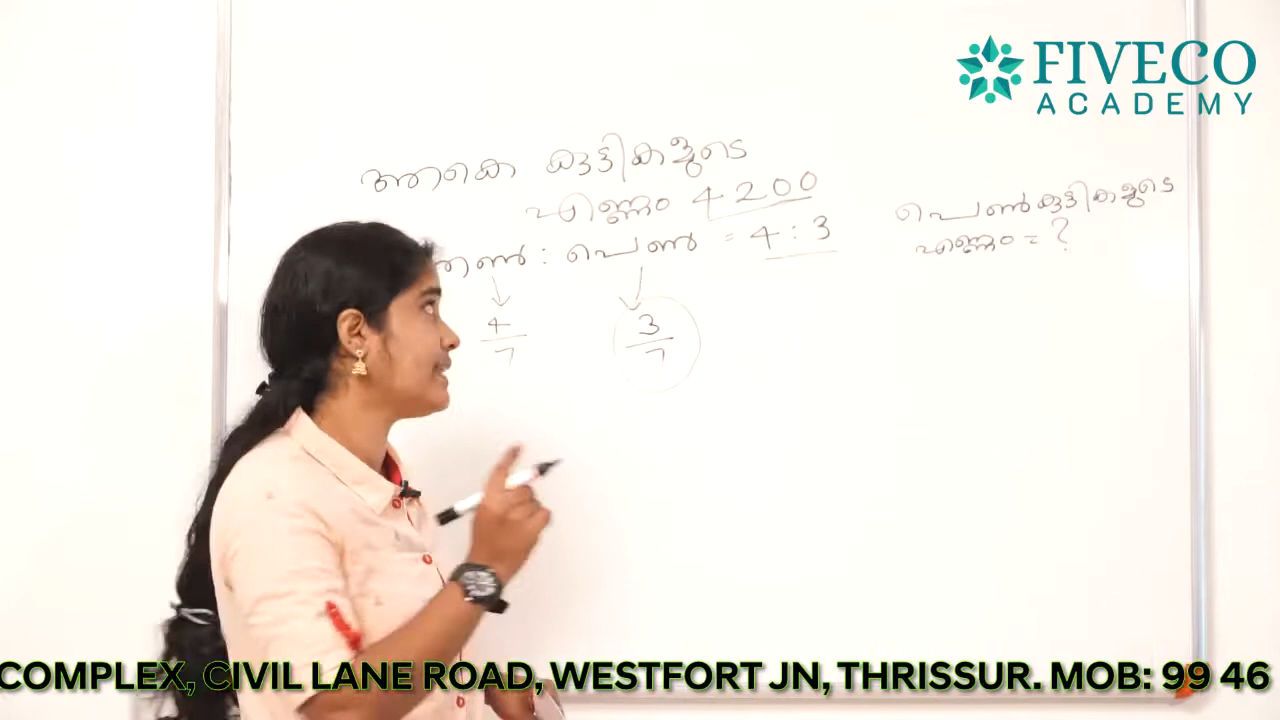 FIVECO
ACADEMY
ആകെ കുട്ടികളുടെ
എണ്ണം 4200
ആൺ : പെൺ = 4 : 3
4/7
3/7
പെൺകുട്ടികളുടെ
എണ്ണം = ?
COMPLEX, CIVIL LANE ROAD, WESTFORT JN, THRISSUR. MOB: 99 46